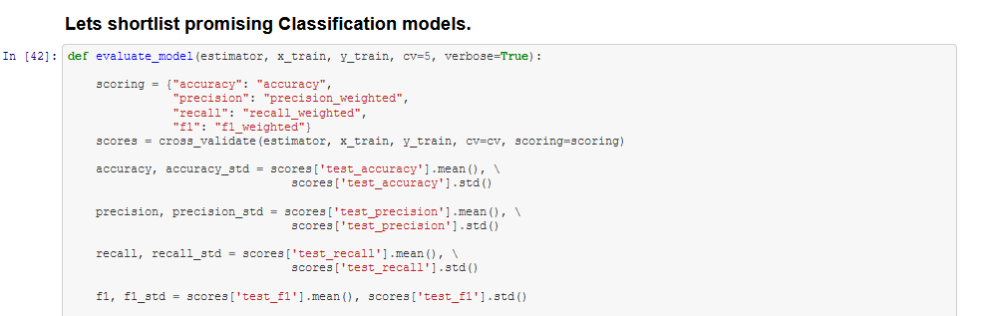 Lets shortlist promising Classification models.
In [42]: def evaluate_model(estimator, x_train, y_train, cv=5, verbose=True):
scoring = {"accuracy": "accuracy",
"precision": "precision_weighted",
"recall": "recall_weighted",
"f1": "f1_weighted"}
scores = cross_validate(estimator, x_train, y_train, cv=cv, scoring=scoring)
accuracy, accuracy_std = scores['test_accuracy'].mean(), \
scores['test_accuracy'].std()
precision, precision_std = scores['test_precision'].mean(), \
scores['test_precision'].std()
recall, recall_std = scores['test_recall'].mean(), \
scores['test_recall'].std()
f1, f1_std = scores['test_f1'].mean(), scores['test_f1'].std()